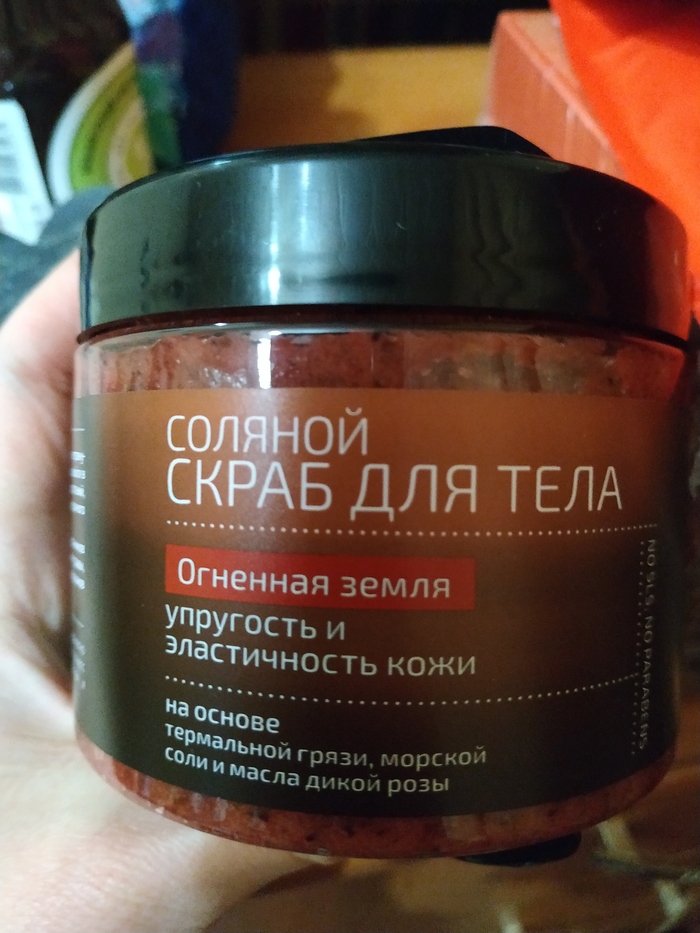 СОЛЯНОЙ
СКРАБ ДЛЯ ТЕЛА
Огненная земля
упругость и
эластичность кожи
на основе
термальной грязи, морской
соли и масла дикой розы
NO SLS, NO PARABENS